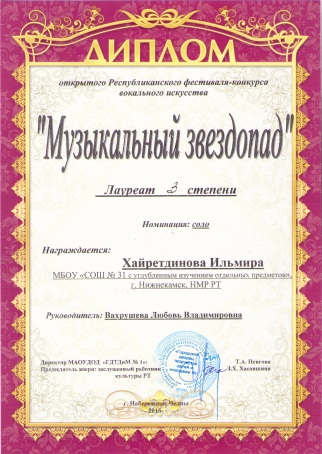 ДИПЛОМ
открытого Республиканского фестиваля-конкурса
вокального искусства
"Музыкальный звездопад"
Лауреат 3 степени
Номинация: соло
Награждается:
Хайретдинова Ильмира
МБОУ «СОШ № 31 с углубленным изучением отдельных предметов»,
г. Нижнекамск, НМР РТ
Руководитель: Вахрушева Любовь Владимировна
Директор МАОУДОД «ГДТДиМ № 1»:
Председатель жюри: заслуженный работник
культуры РТ
г. Набережные Челны
2015